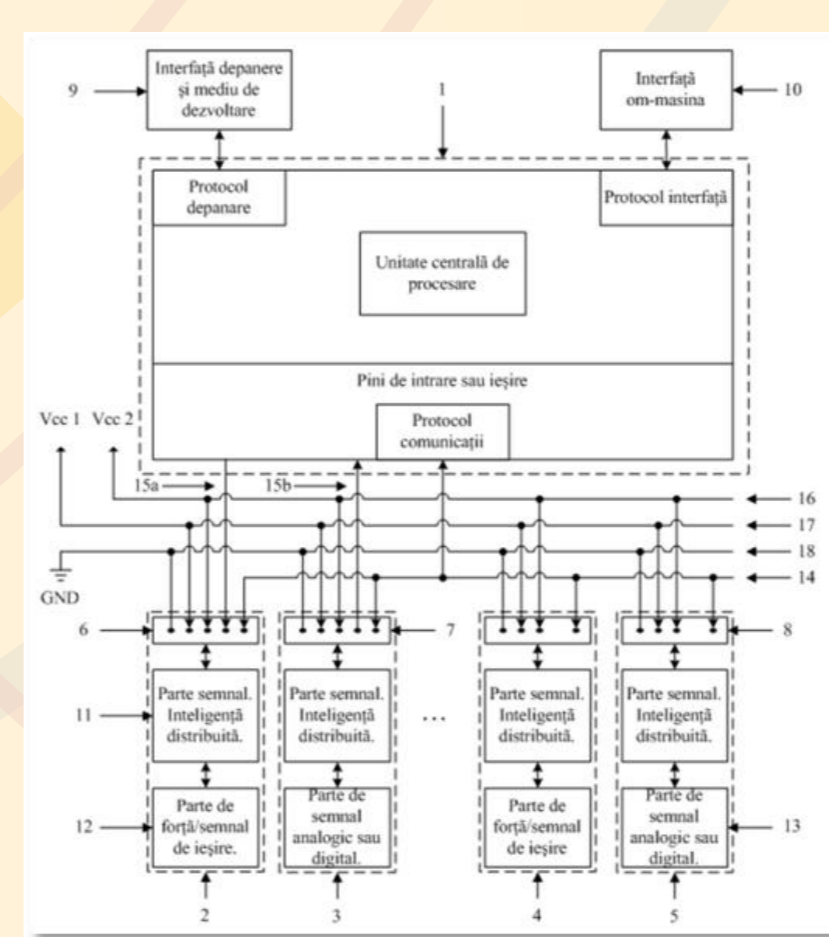 Interfață depanere
și mediu de
dezvoltare
9
1
Interfață
om-masina
10
Protocol
depanare
Protocol interfață
Unitate centrală de
procesare
Pini de intrare sau ieșire
Protocol
comunicații
Vcc 1 Vcc 2
15a
15b
16
17
18
14
GND
6
7
8
11
Parte semnal.
Inteligență
distribuită.
Parte semnal.
Inteligență
distribuită.
...
Parte semnal.
Inteligență
distribuită.
Parte semnal.
Inteligență
distribuită.
12
Parte de
forță/semnal
de ieșire.
Parte de
semnal
analogic sau
digital.
Parte de
forță/semnal
de ieșire
Parte de
semnal
analogic sau
digital.
13
2
3
4
5